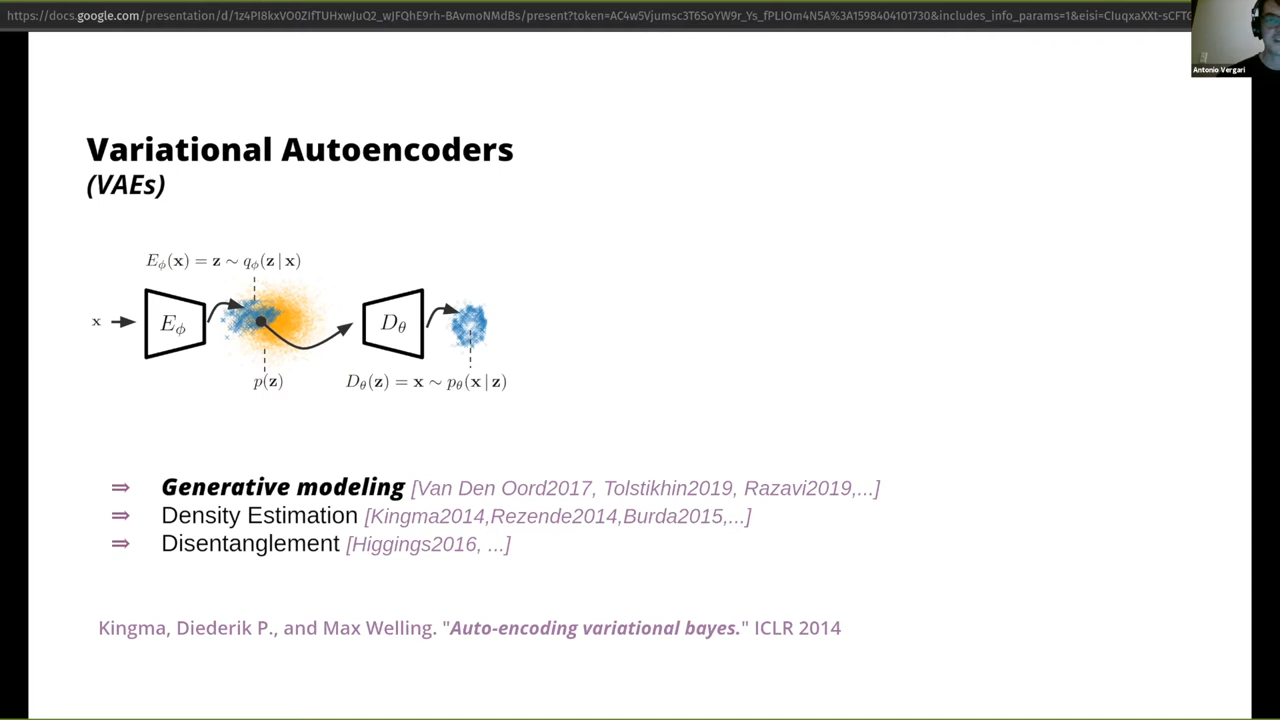 https://docs.google.com/presentation/d/1z4PI8kxVO0ZIfTUHxwJuQ2_wJFQhE9rh-BAvmoNMdBs/present?token=AC4w5Vjumsc3T6SoYW9r_Ys_fPLIOm4N5A%3A1598404101730&includes_info_params=1&eisi=CIuqxaXXt-sCFTG
Antonio Vergari
Variational Autoencoders
(VAEs)
E_ϕ(x) = z ∼ q_ϕ(z | x)
x E_ϕ D_θ
p(z) D_θ(z) = x ∼ p_θ(x | z)
⇒ Generative modeling [Van Den Oord2017, Tolstikhin2019, Razavi2019,...]
⇒ Density Estimation [Kingma2014,Rezende2014,Burda2015,...]
⇒ Disentanglement [Higgings2016, ...]
Kingma, Diederik P., and Max Welling. "Auto-encoding variational bayes." ICLR 2014